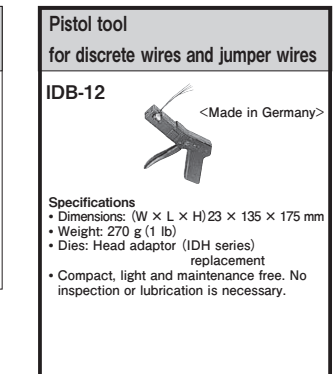 Pistol tool
for discrete wires and jumper wires
IDB-12
<Made in Germany>
Specifications
• Dimensions: (W × L × H) 23 × 135 × 175 mm
• Weight: 270 g (1 lb)
• Dies: Head adaptor (IDH series)
replacement
• Compact, light and maintenance free. No
inspection or lubrication is necessary.